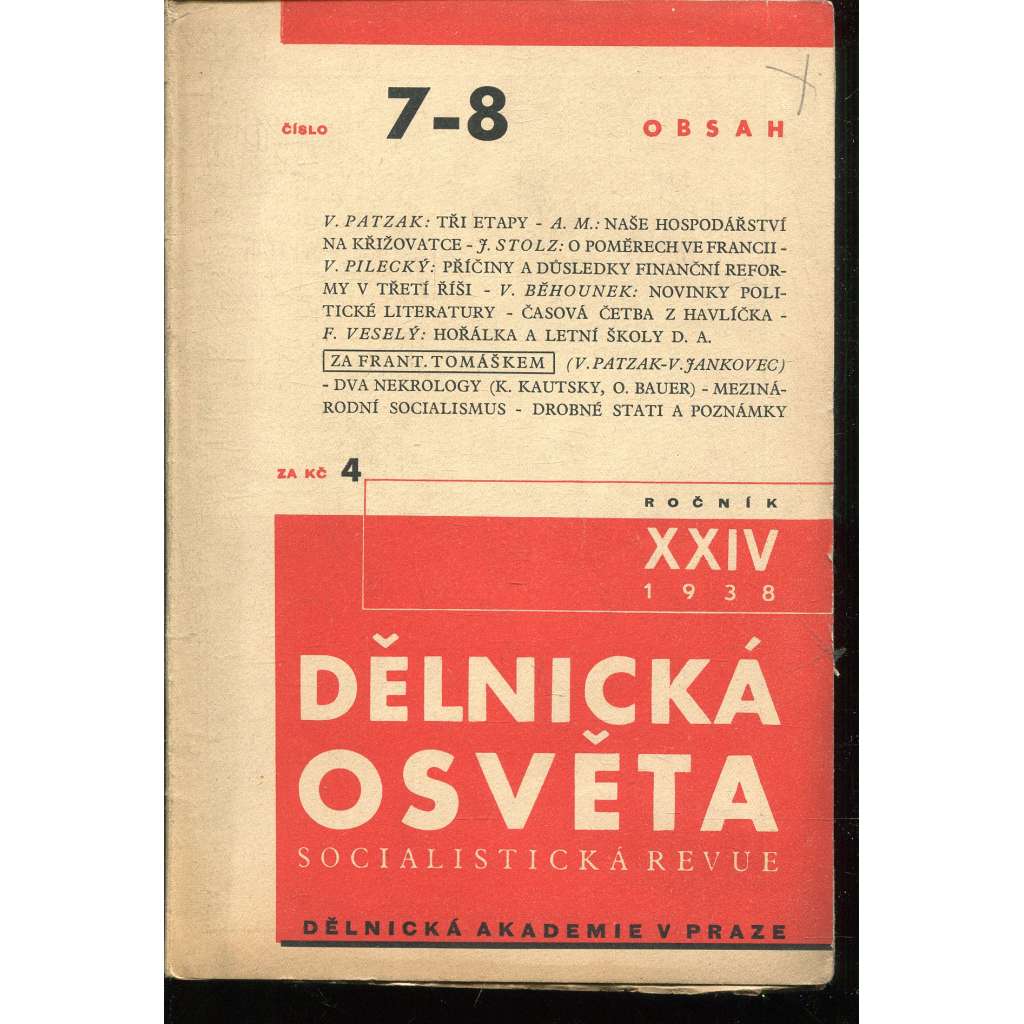 ČÍSLO 7-8 OBSAH
V. PATZAK: TŘI ETAPY - A. M.: NAŠE HOSPODÁŘSTVÍ
NA KŘIŽOVATCE - J. STOLZ: O POMĚRECH VE FRANCII -
V. PILECKÝ: PŘÍČINY A DŮSLEDKY FINANČNÍ REFOR-
MY V TŘETÍ ŘÍŠI - V. BĚHOUNEK: NOVINKY POLI-
TICKÉ LITERATURY - ČASOVÁ ČETBA Z HAVLÍČKA -
F. VESELÝ: HOŘÁLKA A LETNÍ ŠKOLY D. A.
ZA FRANT. TOMÁŠKEM (V. PATZAK-V. JANKOVEC)
- DVA NEKROLOGY (K. KAUTSKY, O. BAUER) - MEZINÁ-
RODNÍ SOCIALISMUS - DROBNÉ STATI A POZNÁMKY
ZA KČ 4
ROČNÍK
XXIV
1938
DĚLNICKÁ
OSVĚTA
SOCIALISTICKÁ REVUE
DĚLNICKÁ AKADEMIE V PRAZE